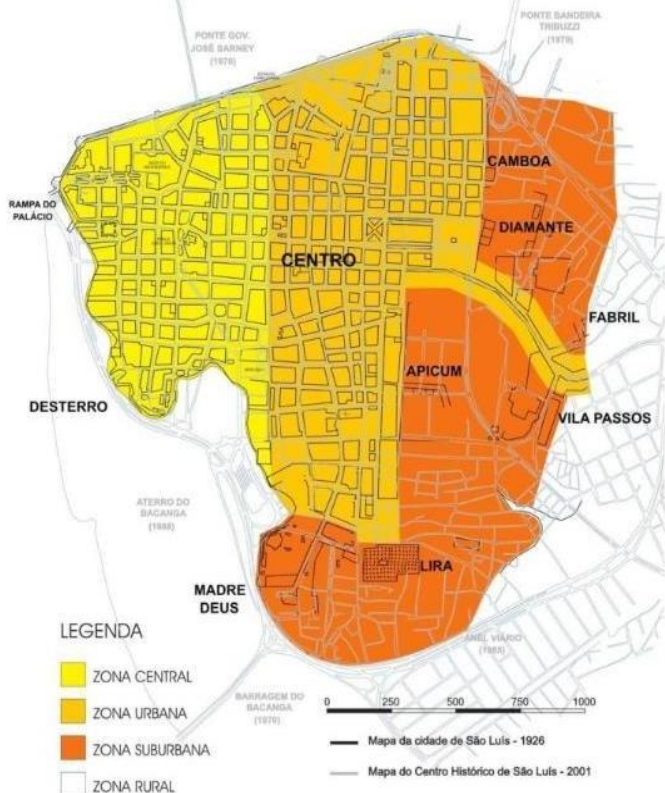 PONTE GOV.
JOSÉ SARNEY
(1970)
PONTE BANDEIRA
TRIBUZZI
(1979)
CAMBOA
RAMPA DO
PALÁCIO
DIAMANTE
CENTRO
FABRIL
APICUM
DESTERRO
VILA PASSOS
ATERRO DO
BACANGA
LIRA
MADRE
DEUS
ANEL VIÁRIO
LEGENDA
ZONA CENTRAL
ZONA URBANA
ZONA SUBURBANA
ZONA RURAL
BARRAGEM DO
BACANGA
(1970)
0 250 500 750 1000
Mapa da cidade de São Luís - 1926
Mapa do Centro Histórico de São Luís - 2001